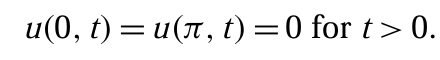 u(0, t) = u(π, t) = 0 for t > 0.